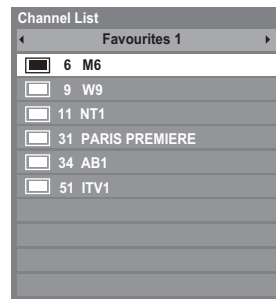 Channel List
Favourites 1
6 M6
9 W9
11 NT1
31 PARIS PREMIERE
34 AB1
51 ITV1